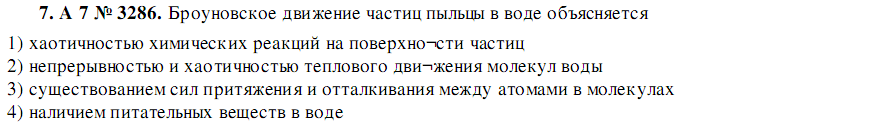 7. А 7 № 3286. Броуновское движение частиц пыльцы в воде объясняется
1) хаотичностью химических реакций на поверхно¬сти частиц
2) непрерывностью и хаотичностью теплового дви¬жения молекул воды
3) существованием сил притяжения и отталкивания между атомами в молекулах
4) наличием питательных веществ в воде